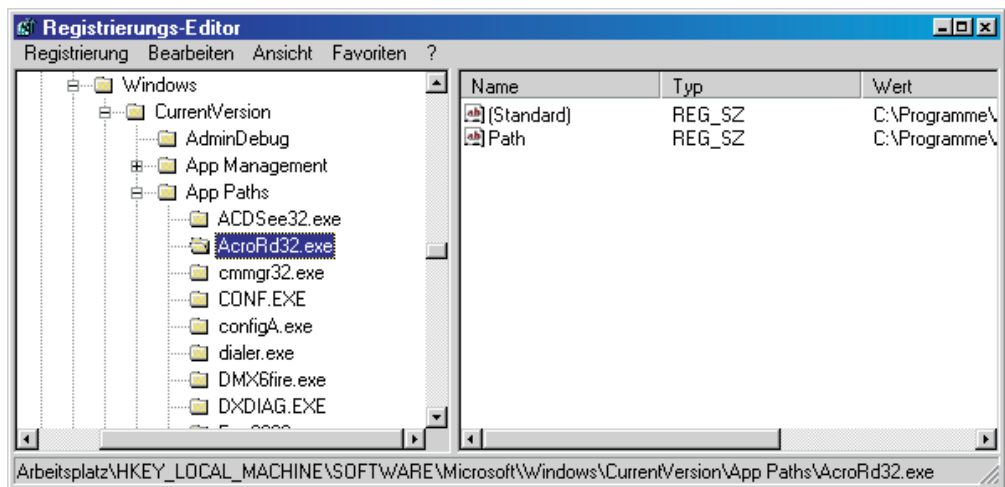 Registrierungs-Editor
Registrierung Bearbeiten Ansicht Favoriten ?
Windows
CurrentVersion
AdminDebug
App Management
App Paths
ACDSee32.exe
AcroRd32.exe
cmmgr32.exe
CONF.EXE
configA.exe
dialer.exe
DMX6fire.exe
DXDIAG.EXE
Name Typ Wert
(Standard) REG_SZ C:\Programme\
Path REG_SZ C:\Programme\
Arbeitsplatz\HKEY_LOCAL_MACHINE\SOFTWARE\Microsoft\Windows\CurrentVersion\App Paths\AcroRd32.exe